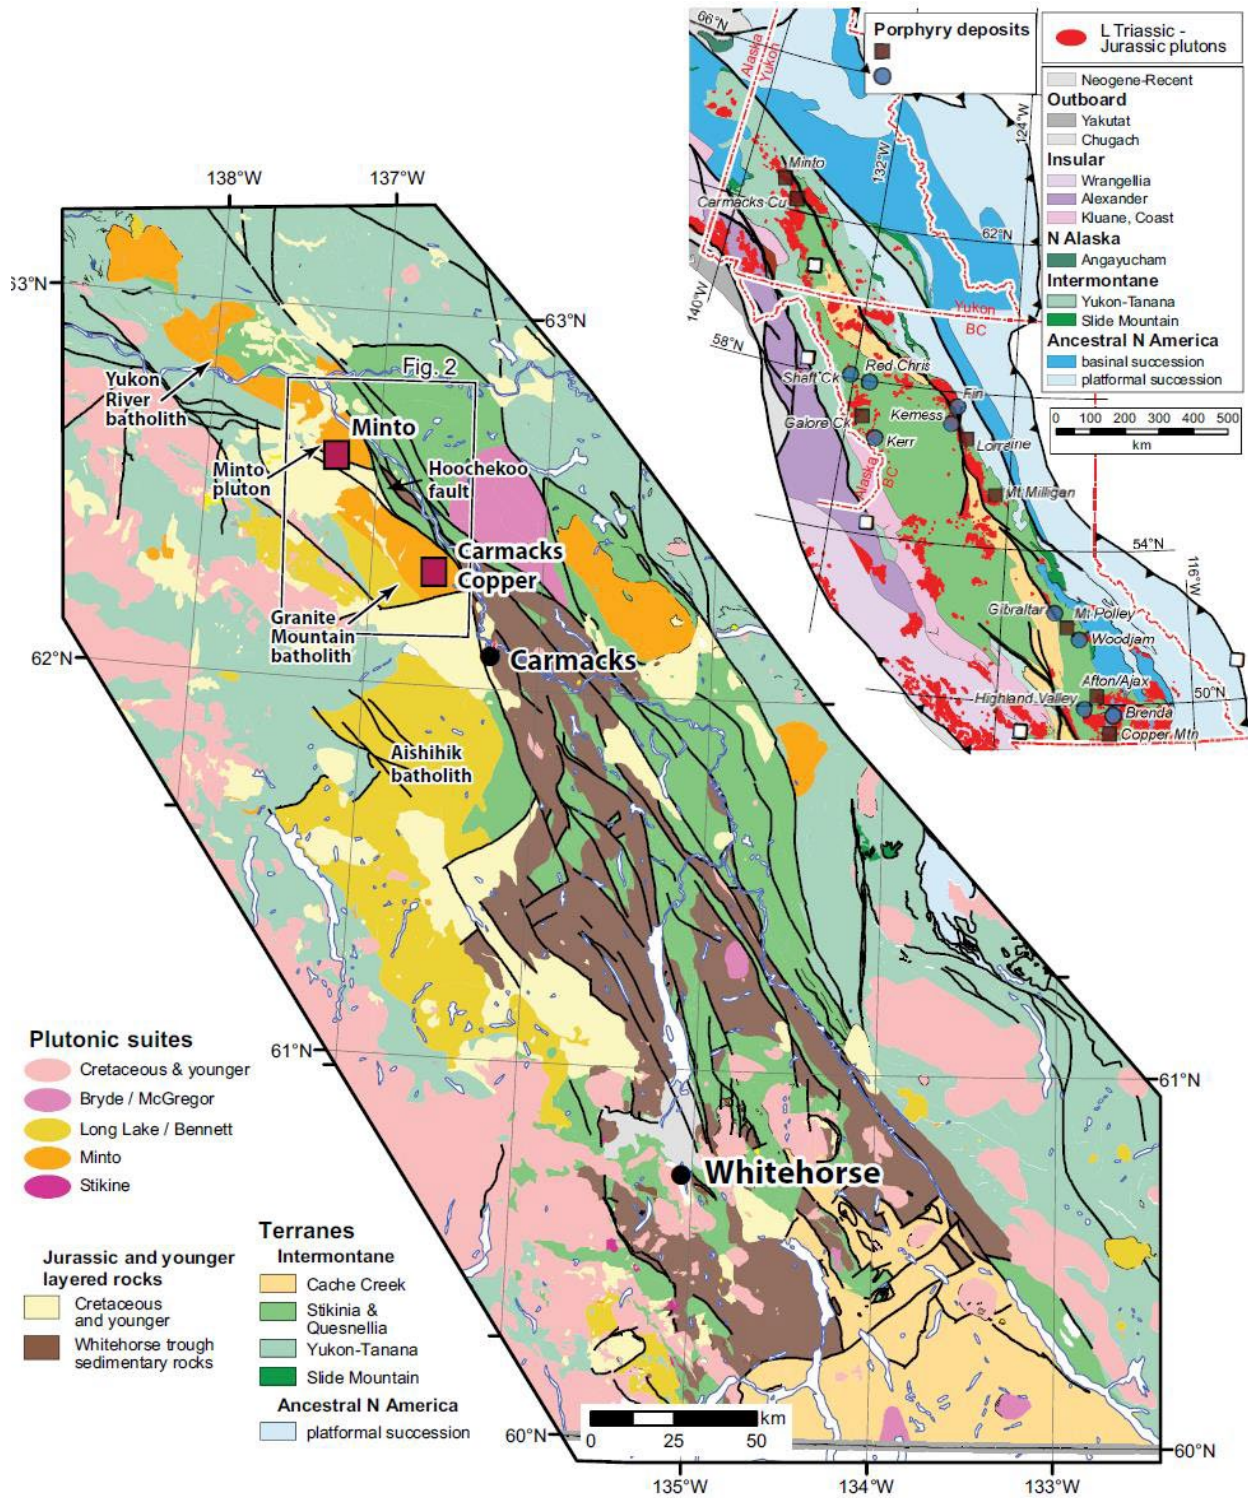 138°W
137°W
63°N
63°N
Fig. 2
Yukon
River
batholith
Minto
Minto
pluton
Hoochekoo
fault
Carmacks
Copper
Granite
Mountain
batholith
62°N
Carmacks
Aishihik
batholith
61°N
61°N
Whitehorse
60°N
60°N
135°W
134°W
133°W
km
0 25 50
Plutonic suites
Cretaceous & younger
Bryde / McGregor
Long Lake / Bennett
Minto
Stikine
Jurassic and younger
layered rocks
Cretaceous
and younger
Whitehorse trough
sedimentary rocks
Terranes
Intermontane
Cache Creek
Stikinia &
Quesnellia
Yukon-Tanana
Slide Mountain
Ancestral N America
platformal succession
66°N
Alaska
Yukon
Porphyry deposits
L Triassic -
Jurassic plutons
Neogene-Recent
Outboard
Yakutat
Chugach
Insular
Wrangellia
Alexander
Kluane, Coast
N Alaska
Angayucham
Intermontane
Yukon-Tanana
Slide Mountain
Ancestral N America
basinal succession
platformal succession
0 100 200 300 400 500
km
124°W
132°W
Minto
Carmacks Cu
62°N
140°W
Yukon
BC
58°N
Shaft Ck
Red Chris
Fin
Galore Ck
Kemess
Kerr
Lorraine
Alaska
BC
Mt Milligan
54°N
116°W
Gibraltar
Mt Polley
Woodjam
Afton/Ajax
Highland Valley
50°N
Brenda
Copper Mtn